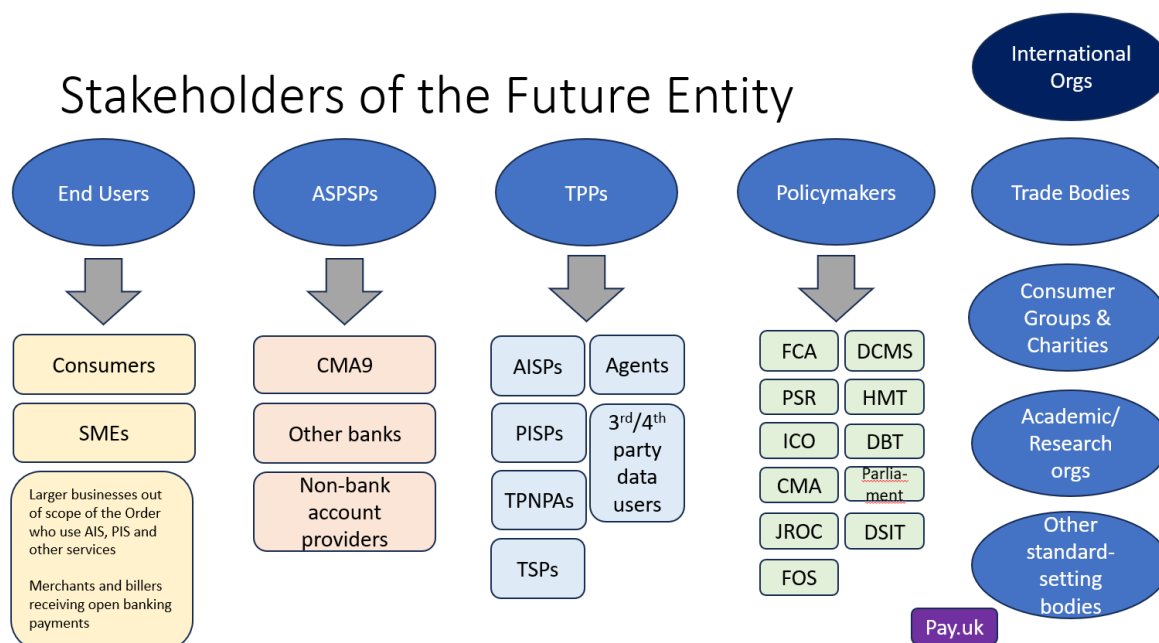 International
Orgs
Stakeholders of the Future Entity
End Users
ASPSPs
TPPs
Policymakers
Trade Bodies
Consumers
SMEs
Larger businesses out
of scope of the Order
who use AIS, PIS and
other services
Merchants and billers
receiving open banking
payments
CMA9
Other banks
Non-bank
account
providers
AISPs
PISPs
TPNPAs
TSPs
Agents
3rd/4th
party
data
users
FCA
PSR
ICO
CMA
JROC
FOS
DCMS
HMT
DBT
Parlia-
ment
DSIT
Consumer
Groups &
Charities
Academic/
Research
orgs
Other
standard-
setting
bodies
Pay.uk